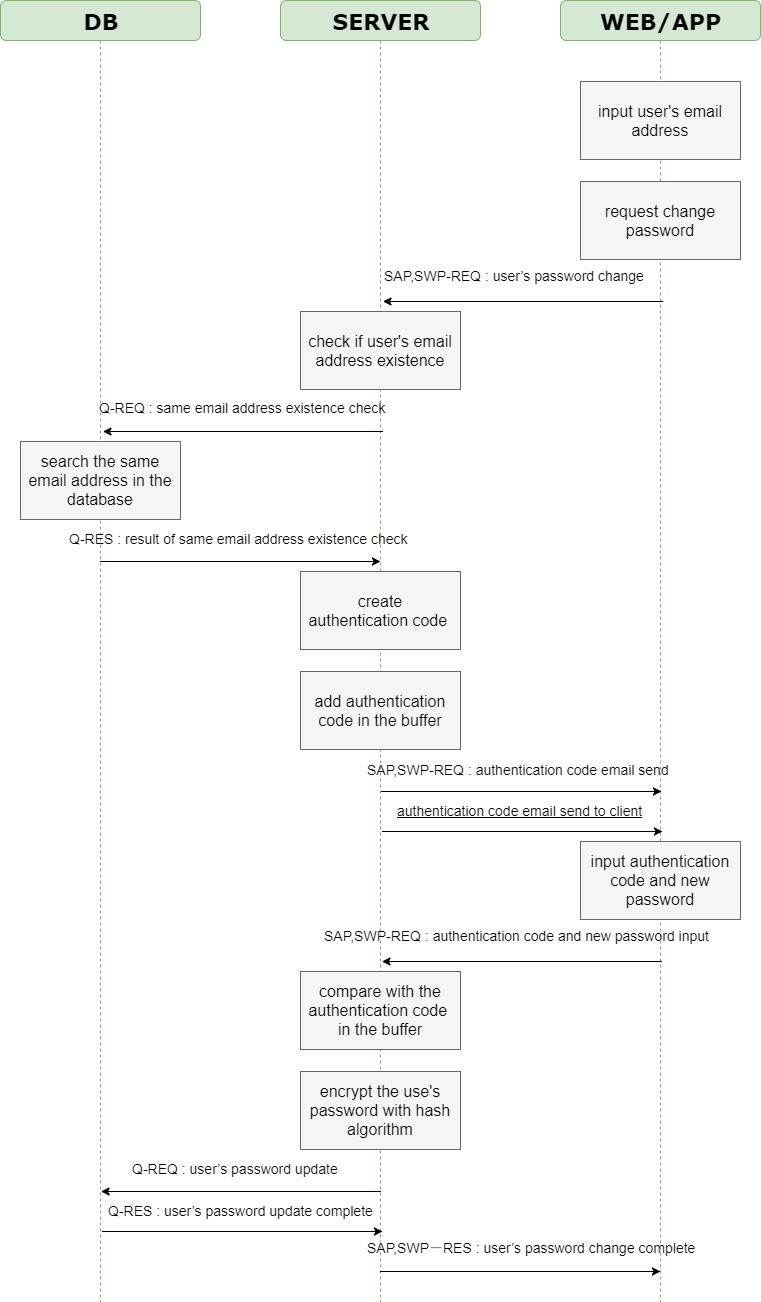 DB
SERVER
WEB/APP
input user's email
address
request change
password
SAP,SWP-REQ : user’s password change
check if user's email
address existence
Q-REQ : same email address existence check
search the same
email address in the
database
Q-RES : result of same email address existence check
create
authentication code
add authentication
code in the buffer
SAP,SWP-REQ : authentication code email send
authentication code email send to client
input authentication
code and new
password
SAP,SWP-REQ : authentication code and new password input
compare with the
authentication code
in the buffer
encrypt the use's
password with hash
algorithm
Q-REQ : user’s password update
Q-RES : user’s password update complete
SAP,SWP－RES : user’s password change complete